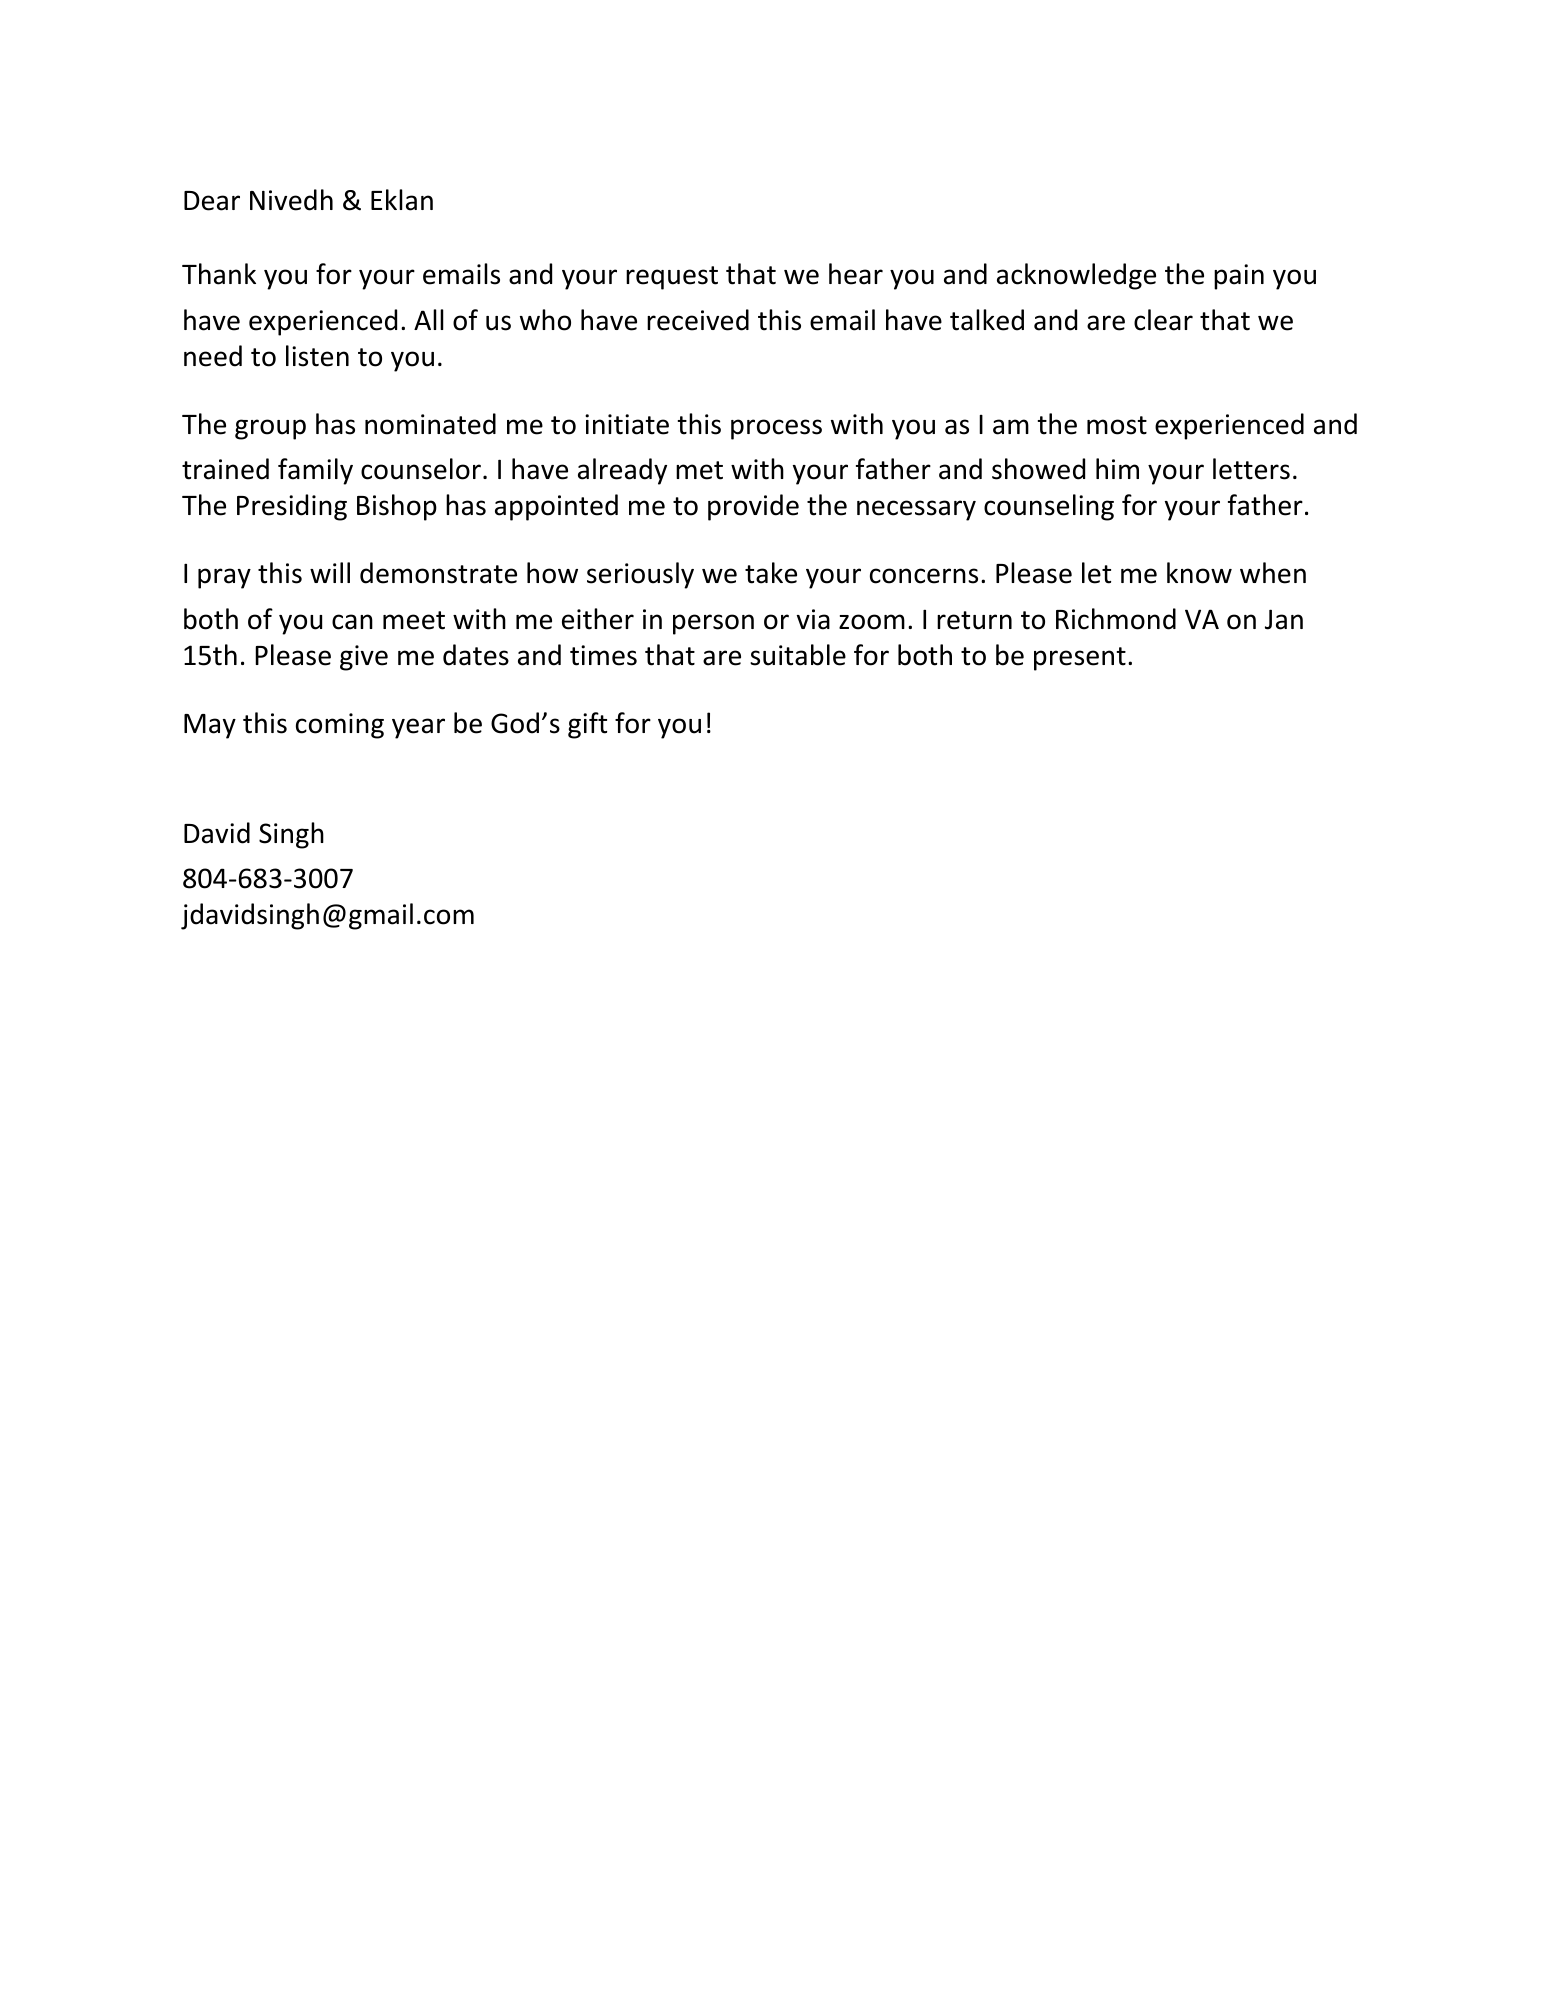 Dear Nivedh & Eklan
Thank you for your emails and your request that we hear you and acknowledge the pain you
have experienced. All of us who have received this email have talked and are clear that we
need to listen to you.
The group has nominated me to initiate this process with you as I am the most experienced and
trained family counselor. I have already met with your father and showed him your letters.
The Presiding Bishop has appointed me to provide the necessary counseling for your father.
I pray this will demonstrate how seriously we take your concerns. Please let me know when
both of you can meet with me either in person or via zoom. I return to Richmond VA on Jan
15th. Please give me dates and times that are suitable for both to be present.
May this coming year be God’s gift for you!
David Singh
804-683-3007
jdavidsingh@gmail.com